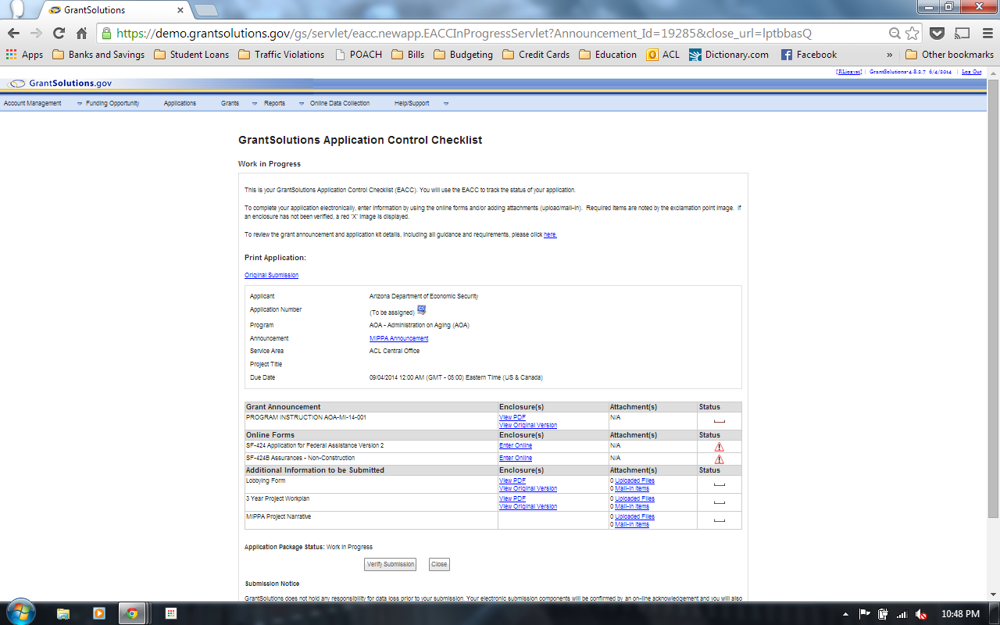 GrantSolutions
https://demo.grantsolutions.gov/gs/servlet/eacc.newapp.EACCInProgressServlet?Announcement_Id=19285&close_url=lptbbasQ
Apps Banks and Savings Student Loans Traffic Violations POACH Bills Budgeting Credit Cards Education ACL Dictionary.com Facebook » Other bookmarks
GrantSolutions-4.8.2.7 6/4/2014 | Log Out
GrantSolutions.gov
Account Management Funding Opportunity Applications Grants Reports Online Data Collection Help/Support
GrantSolutions Application Control Checklist
Work in Progress
This is your GrantSolutions Application Control Checklist (EACC). You will use the EACC to track the status of your application.
To complete your application electronically, enter information by using the online forms and/or adding attachments (upload/mail-in). Required items are noted by the exclamation point image. If
an enclosure has not been verified, a red 'X' image is displayed.
To review the grant announcement and application kit details, including all guidance and requirements, please click here.
Print Application:
Original Submission
Applicant Arizona Department of Economic Security
Application Number (To be assigned) GS
Program AOA - Administration on Aging (AOA)
Announcement MIPPA Announcement
Service Area ACL Central Office
Project Title
Due Date 09/04/2014 12:00 AM (GMT - 05:00) Eastern Time (US & Canada)
Grant Announcement Enclosure(s) Attachment(s) Status
PROGRAM INSTRUCTION AOA-MI-14-001 View PDF N/A
View Original Version
Online Forms Enclosure(s) Attachment(s) Status
SF-424 Application for Federal Assistance Version 2 Enter Online N/A
SF-424B Assurances - Non-Construction Enter Online N/A
Additional Information to be Submitted Enclosure(s) Attachment(s) Status
Lobbying Form View PDF 0 Uploaded Files
View Original Version 0 Mail-in Items
3 Year Project Workplan View PDF 0 Uploaded Files
View Original Version 0 Mail-in Items
MIPPA Project Narrative 0 Uploaded Files
0 Mail-in Items
Application Package Status: Work in Progress
Verify Submission Close
Submission Notice
GrantSolutions does not hold any responsibility for data loss prior to your submission. Your electronic submission components will be confirmed by an on-line acknowledgement and you will also
10:48 PM